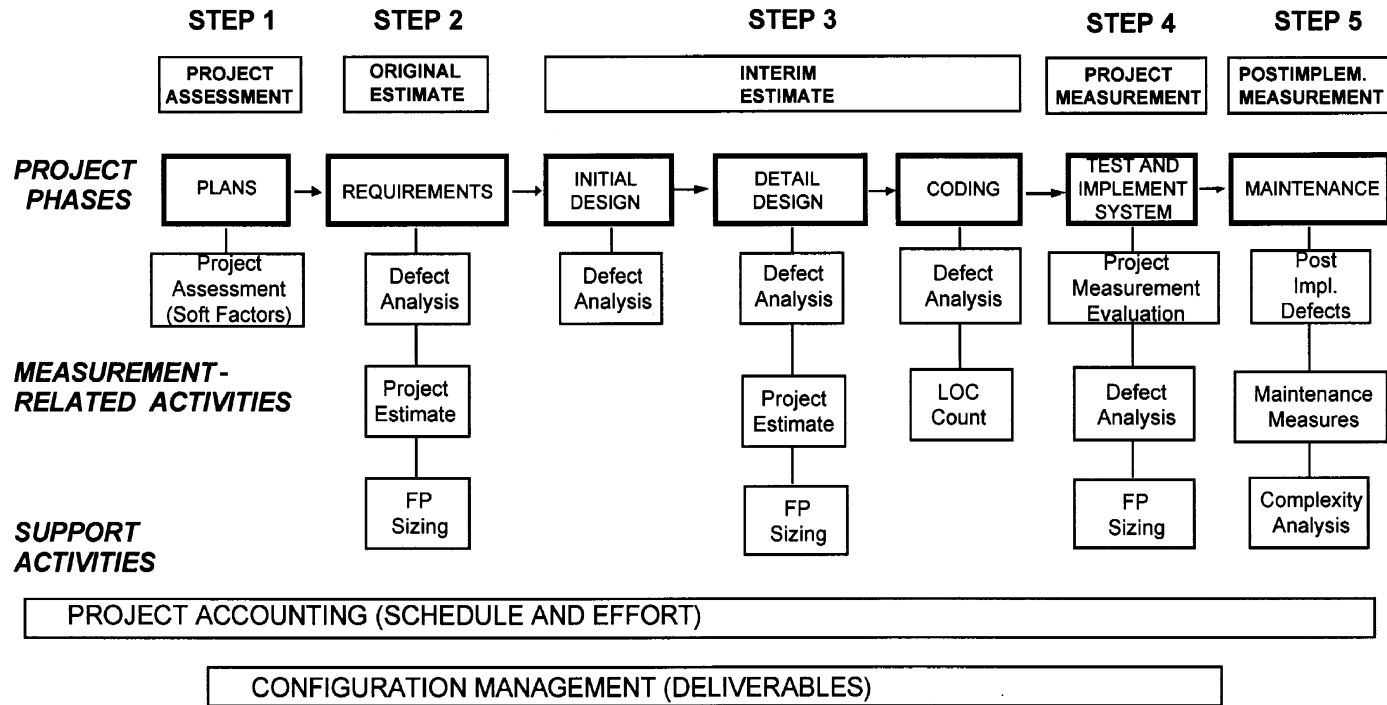 STEP 1 STEP 2 STEP 3 STEP 4 STEP 5
PROJECT
ASSESSMENT
ORIGINAL
ESTIMATE
INTERIM
ESTIMATE
PROJECT
MEASUREMENT
POSTIMPLEM.
MEASUREMENT
PROJECT
PHASES
PLANS
REQUIREMENTS
INITIAL
DESIGN
DETAIL
DESIGN
CODING
TEST AND
IMPLEMENT
SYSTEM
MAINTENANCE
MEASUREMENT-
RELATED ACTIVITIES
Project
Assessment
(Soft Factors)
Defect
Analysis
Project
Estimate
FP
Sizing
Defect
Analysis
Defect
Analysis
Project
Estimate
FP
Sizing
Defect
Analysis
LOC
Count
Project
Measurement
Evaluation
Defect
Analysis
FP
Sizing
Post
Impl.
Defects
Maintenance
Measures
Complexity
Analysis
SUPPORT
ACTIVITIES
PROJECT ACCOUNTING (SCHEDULE AND EFFORT)
CONFIGURATION MANAGEMENT (DELIVERABLES)